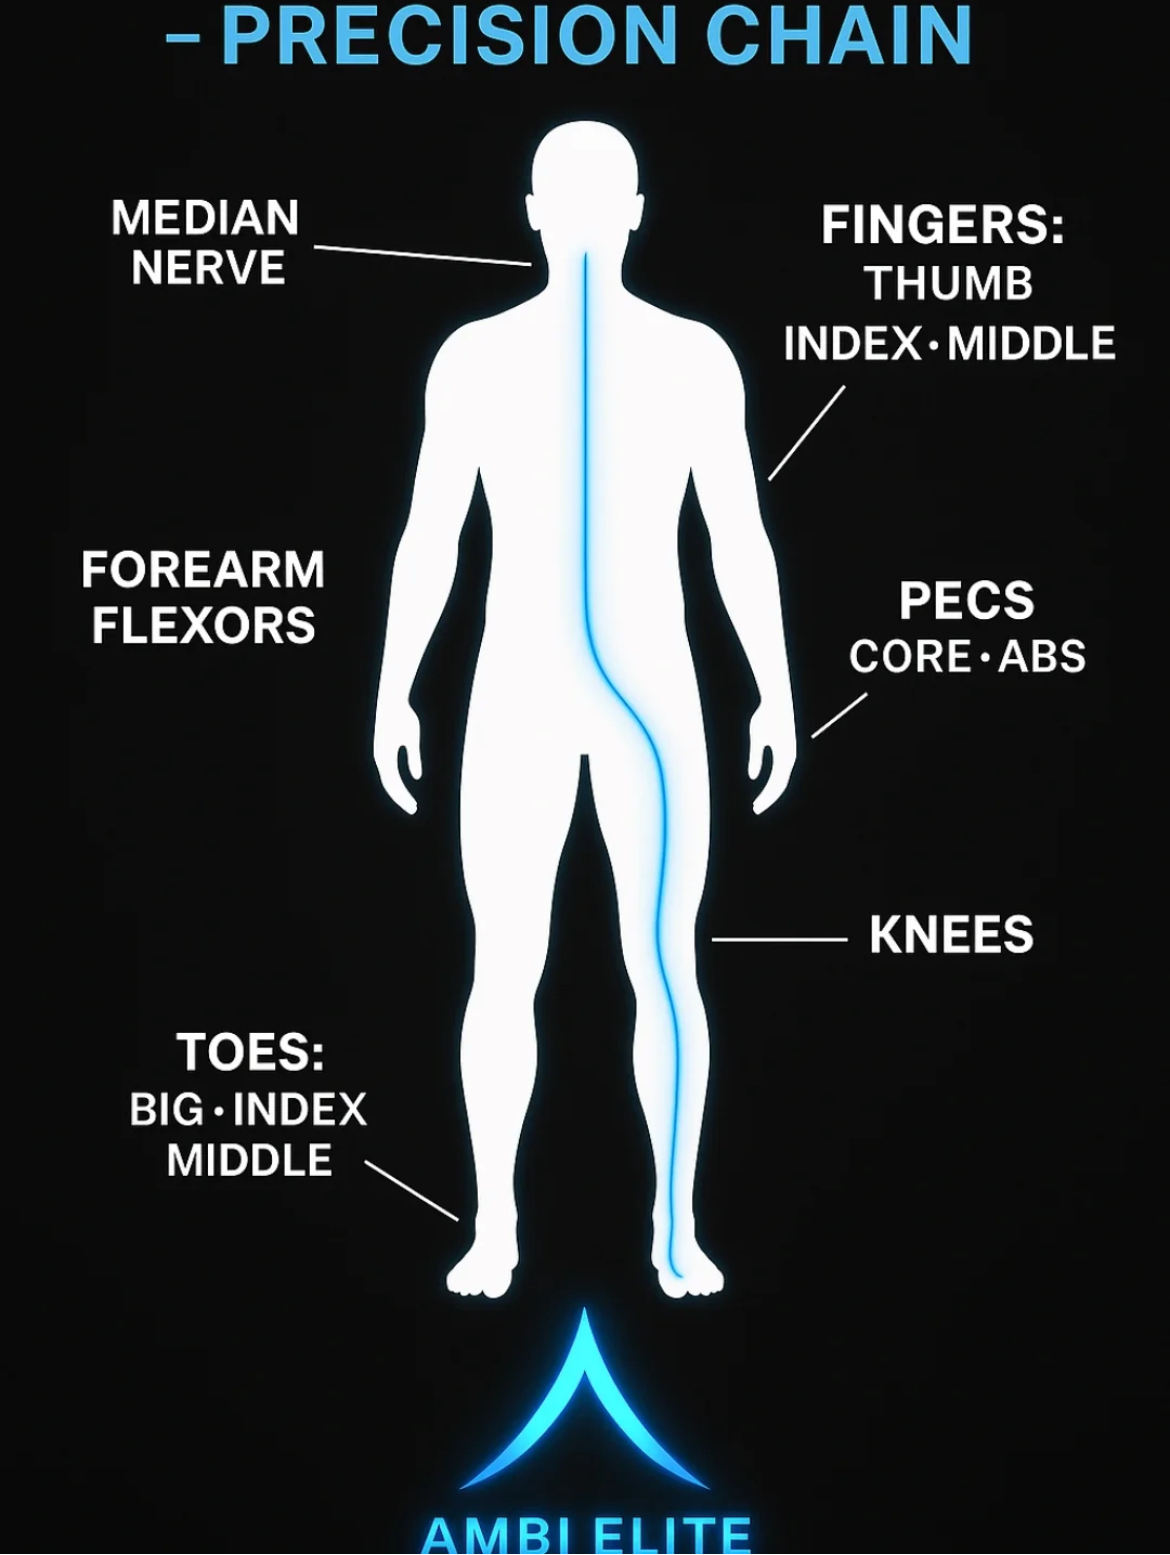 – PRECISION CHAIN
MEDIAN
NERVE
FINGERS:
THUMB
INDEX·MIDDLE
FOREARM
FLEXORS
PECS
CORE·ABS
KNEES
TOES:
BIG·INDEX
MIDDLE
AMBI ELITE